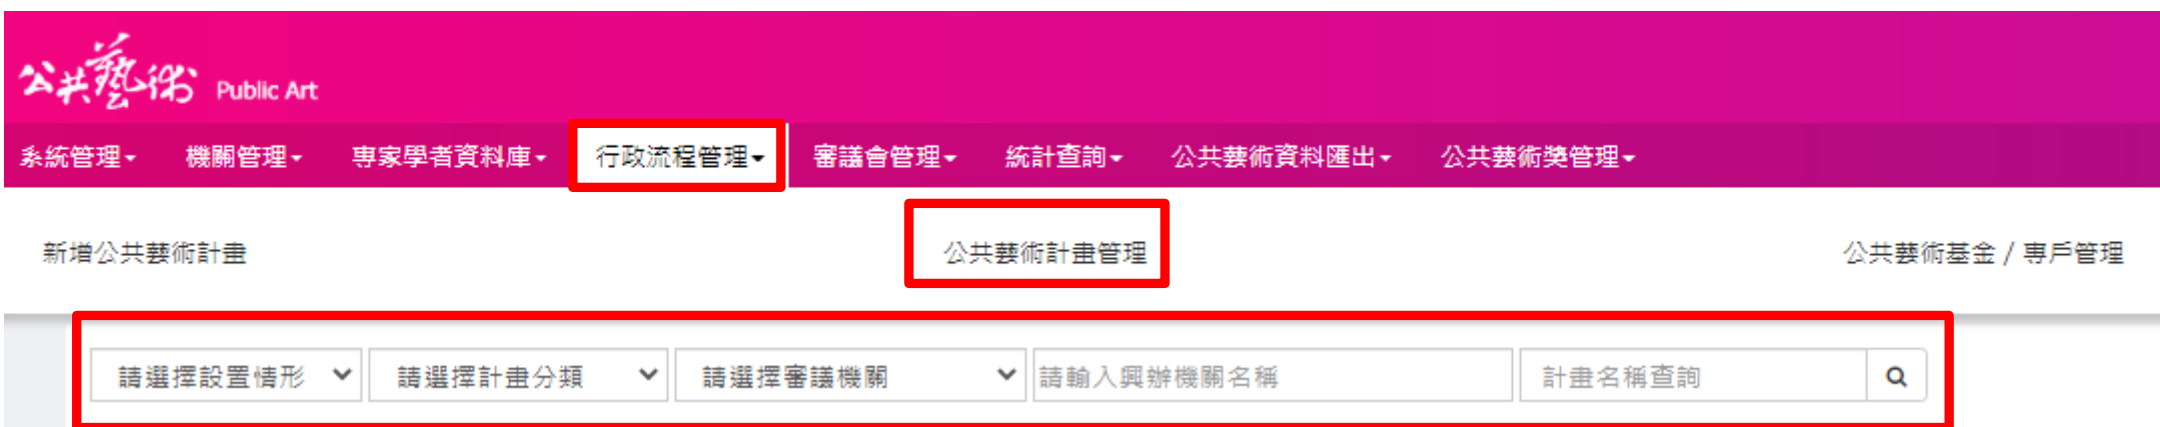 公共藝術 Public Art
系統管理 機關管理 專家學者資料庫 行政流程管理 審議會管理 統計查詢 公共藝術資料匯出 公共藝術獎管理
新增公共藝術計畫 公共藝術計畫管理 公共藝術基金 / 專戶管理
請選擇設置情形 請選擇計畫分類 請選擇審議機關 請輸入興辦機關名稱 計畫名稱查詢